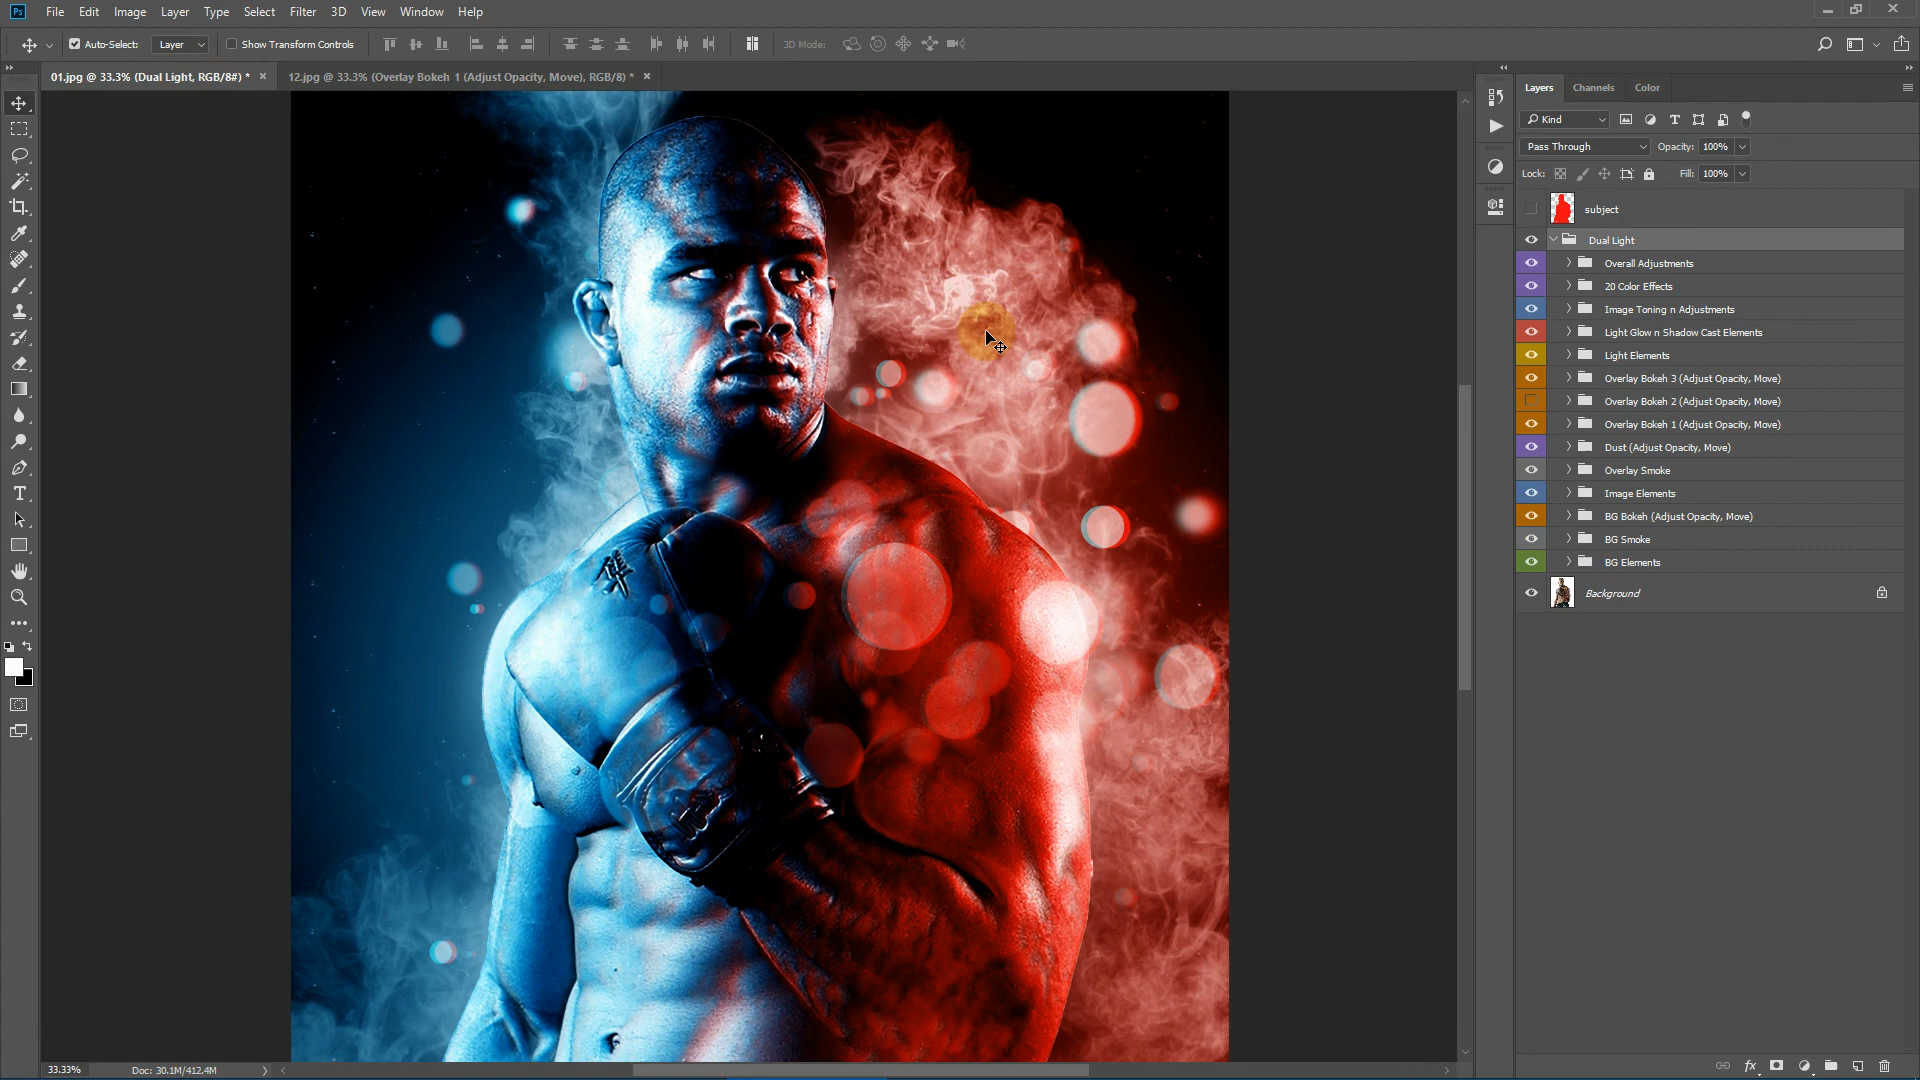 Ps File Edit Image Layer Type Select Filter 3D View Window Help
Auto-Select: Layer Show Transform Controls 3D Mode:
01.jpg @ 33.3% (Dual Light, RGB/8#) * × 12.jpg @ 33.3% (Overlay Bokeh 1 (Adjust Opacity, Move), RGB/8) * ×
Layers Channels Color
Kind
Pass Through Opacity: 100%
Lock: Fill: 100%
subject
Dual Light
Overall Adjustments
20 Color Effects
Image Toning n Adjustments
Light Glow n Shadow Cast Elements
Light Elements
Overlay Bokeh 3 (Adjust Opacity, Move)
Overlay Bokeh 2 (Adjust Opacity, Move)
Overlay Bokeh 1 (Adjust Opacity, Move)
Dust (Adjust Opacity, Move)
Overlay Smoke
Image Elements
BG Bokeh (Adjust Opacity, Move)
BG Smoke
BG Elements
Background
33.33% Doc: 30.1M/412.4M